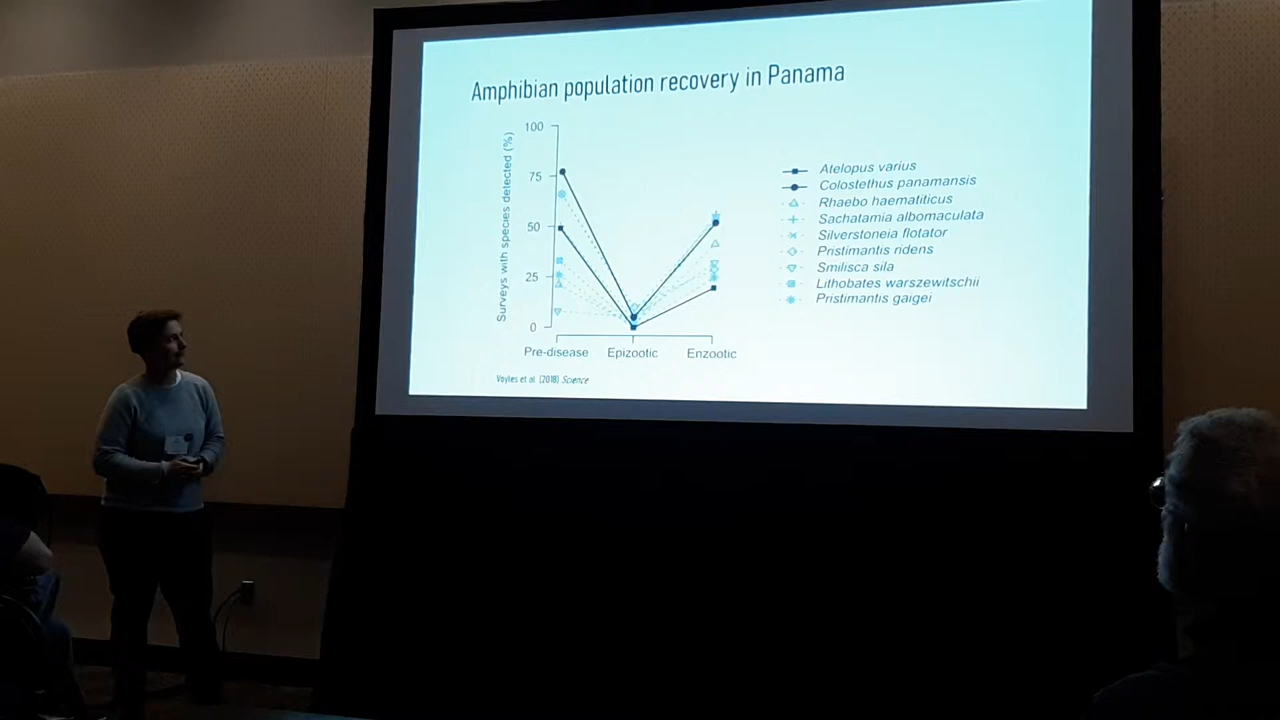 Amphibian population recovery in Panama
Surveys with species detected (%)
100
75
50
25
0
Pre-disease
Epizootic
Enzootic
Atelopus varius
Colostethus panamansis
Rhaebo haematiticus
Sachatamia albomaculata
Silverstoneia flotator
Pristimantis ridens
Smilisca sila
Lithobates warszewitschii
Pristimantis gaigei
Voyles et al. (2018) Science